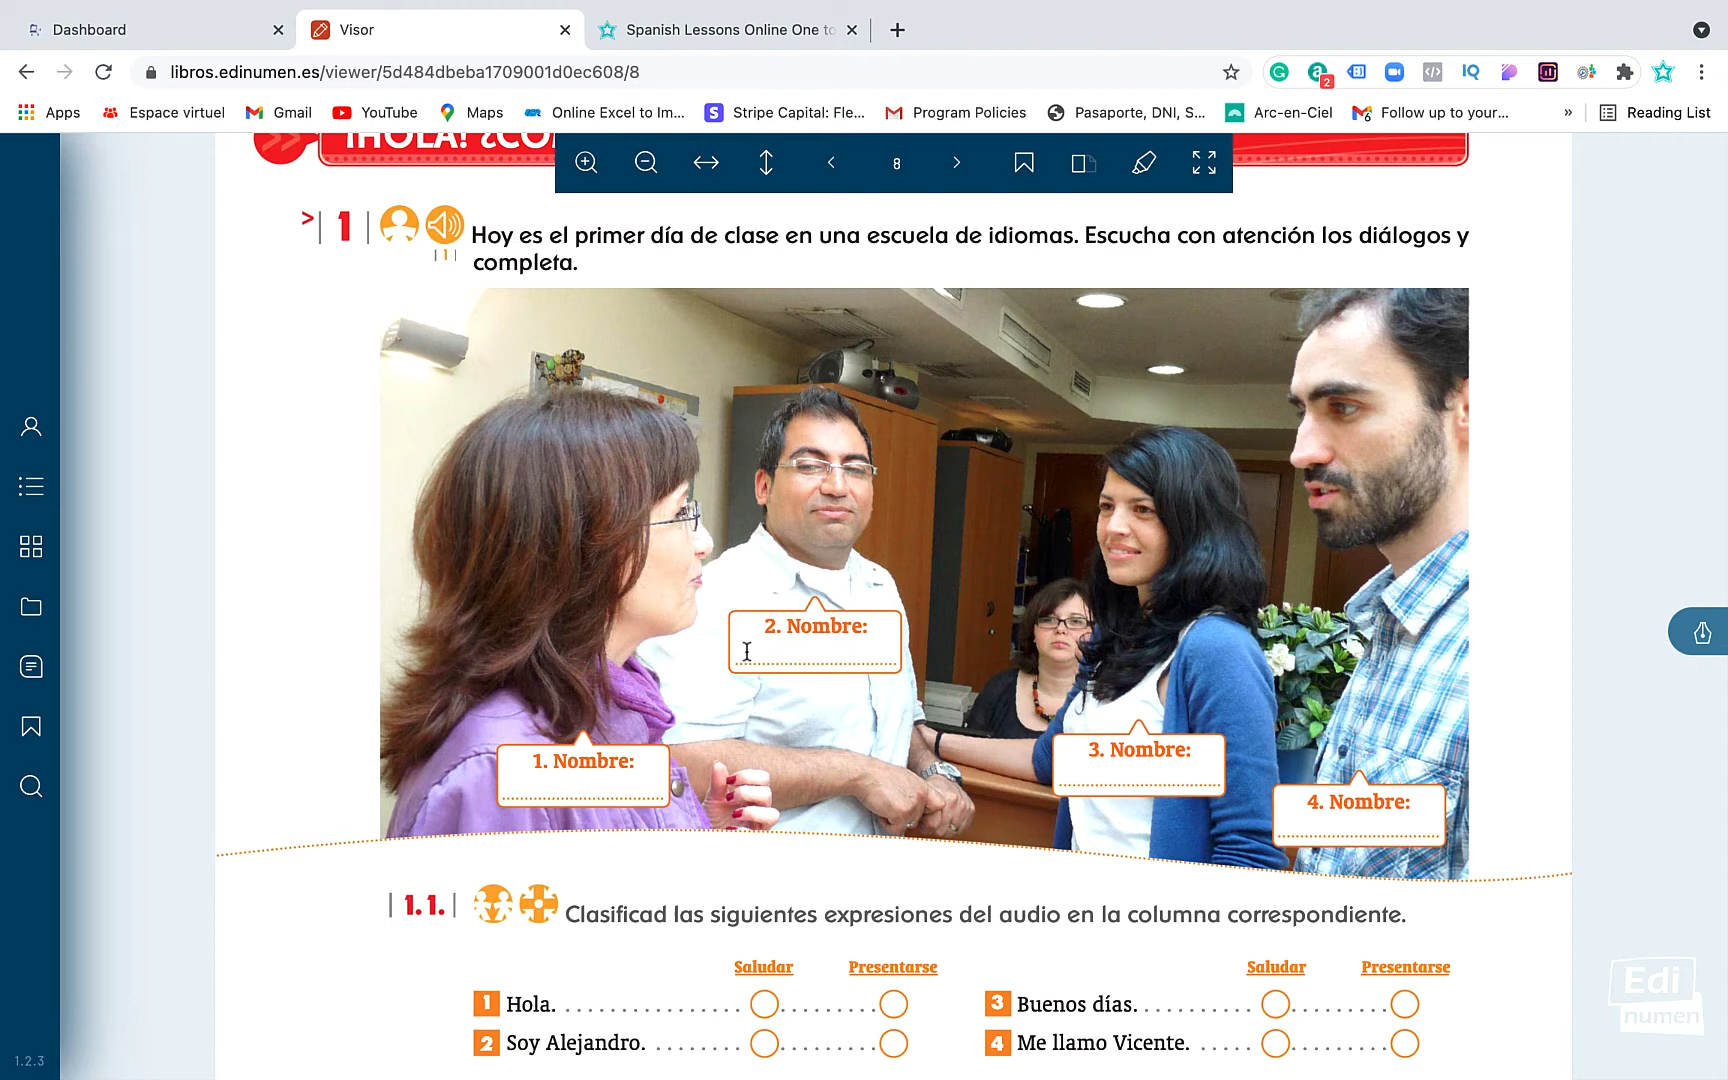 Dashboard
Visor
Spanish Lessons Online One to
libros.edinumen.es/viewer/5d484dbeba1709001d0ec608/8
2
IQ
Apps
Espace virtuel
Gmail
YouTube
Maps
Online Excel to Im...
Stripe Capital: Fle...
Program Policies
Pasaporte, DNI, S...
Arc-en-Ciel
Follow up to your...
»
Reading List
¡HOLA! ¿CÓ
8
> | 1 |
| 1 |
Hoy es el primer día de clase en una escuela de idiomas. Escucha con atención los diálogos y
completa.
2. Nombre:
1. Nombre:
3. Nombre:
4. Nombre:
| 1.1. | Clasificad las siguientes expresiones del audio en la columna correspondiente.
Saludar Presentarse Saludar Presentarse
1 Hola.
3 Buenos días.
2 Soy Alejandro.
4 Me llamo Vicente.
Edi
numen
1.2.3